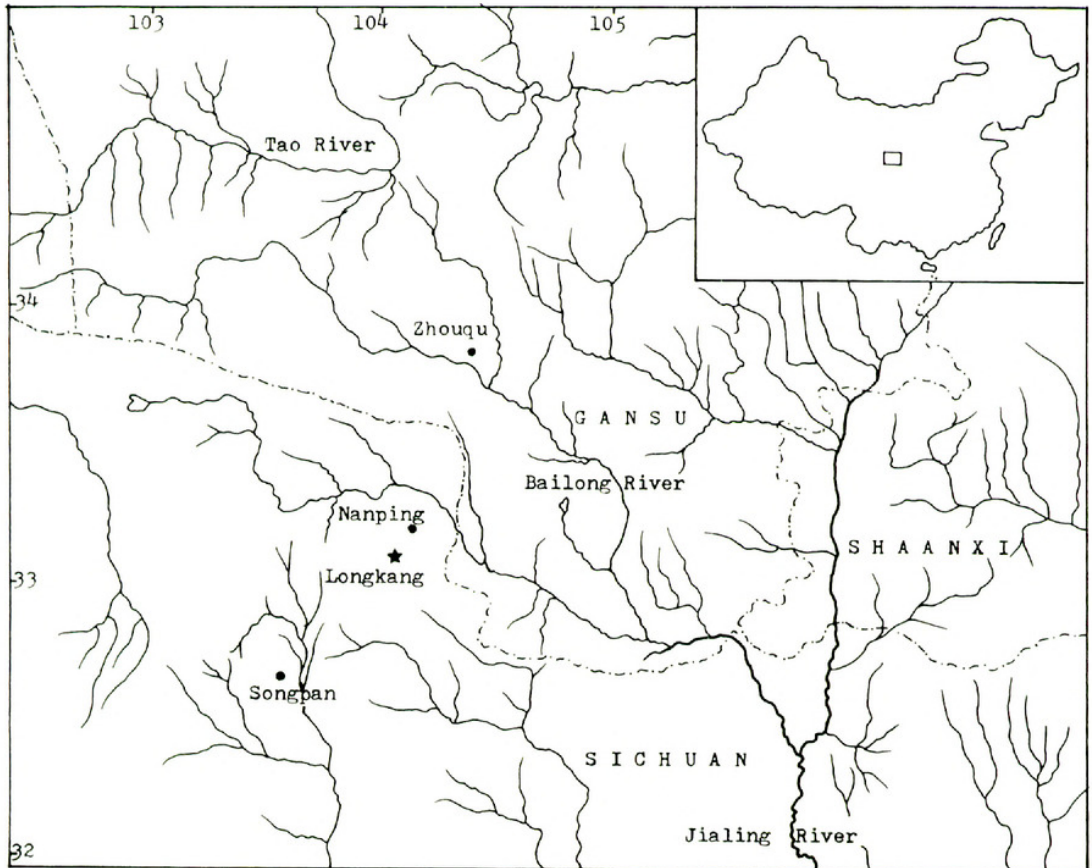 103 104 105
Tao River
34
Zhouqu
GANSU
Bailong River
Nanping
SHAANXI
Longkang
33
Songpan
SICHUAN
Jialing River
32